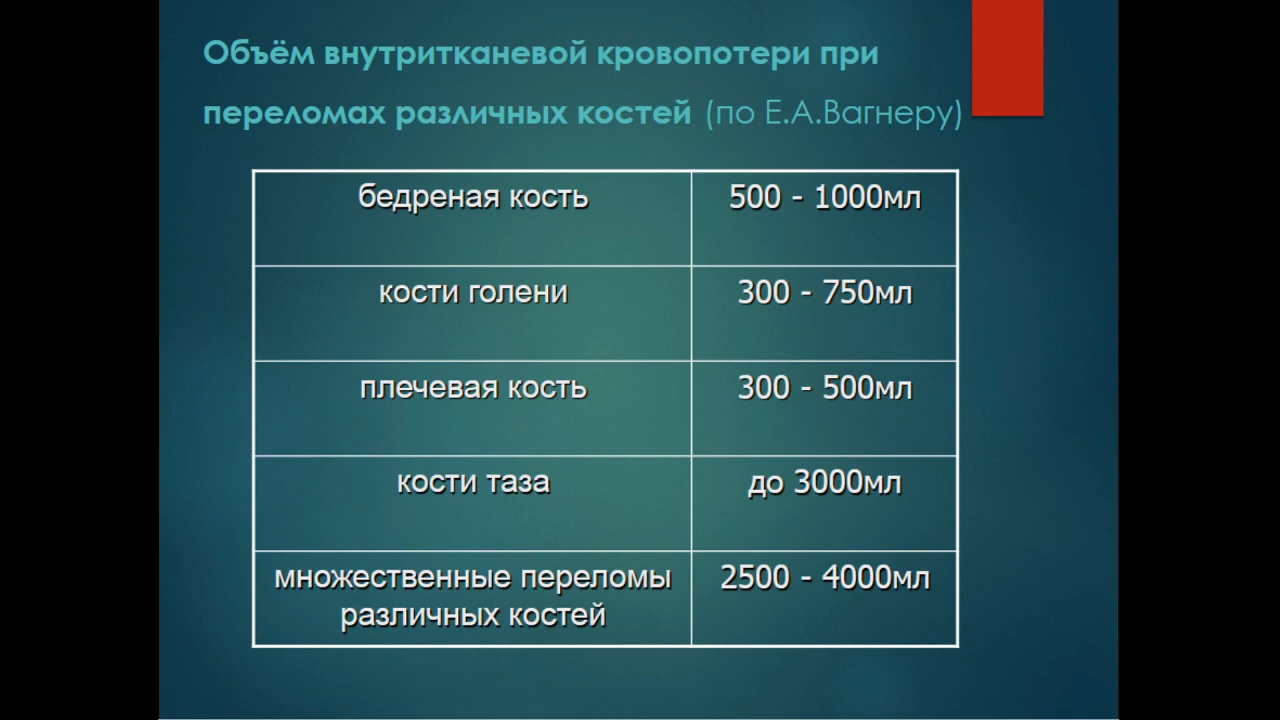 Объём внутритканевой кровопотери при
переломах различных костей (по Е.А.Вагнеру)
бедреная кость 500 - 1000мл
кости голени 300 - 750мл
плечевая кость 300 - 500мл
кости таза до 3000мл
множественные переломы 2500 - 4000мл
различных костей